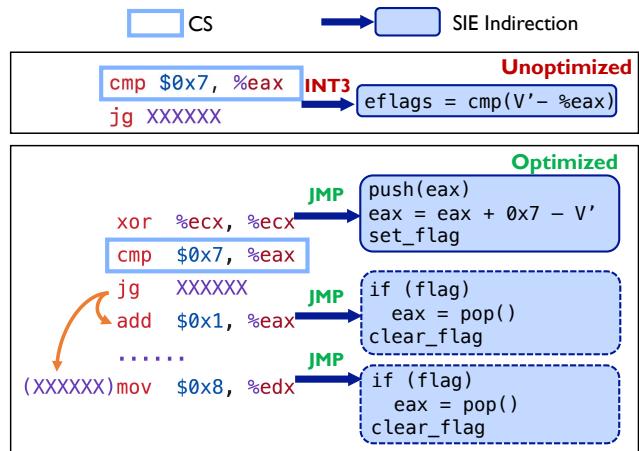 CS
SIE Indirection
Unoptimized
cmp $0x7, %eax
INT3
eflags = cmp(V’– %eax)
jg XXXXXX
Optimized
JMP
push(eax)
eax = eax + 0x7 – V’
set_flag
xor %ecx, %ecx
cmp $0x7, %eax
jg XXXXXX
add $0x1, %eax
JMP
if (flag)
eax = pop()
clear_flag
......
(XXXXXX)mov $0x8, %edx
JMP
if (flag)
eax = pop()
clear_flag